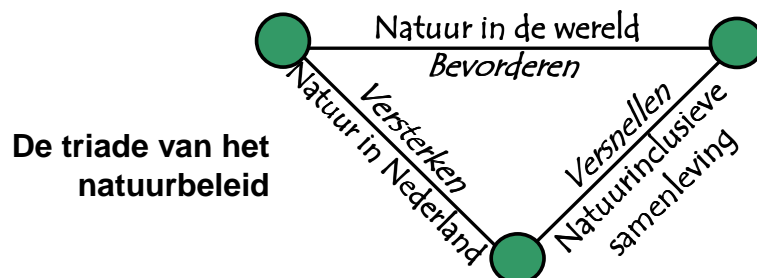 Natuur in de wereld
Bevorderen
Versterken
Natuur in Nederland
Versnellen
Natuurinclusieve
samenleving
De triade van het
natuurbeleid